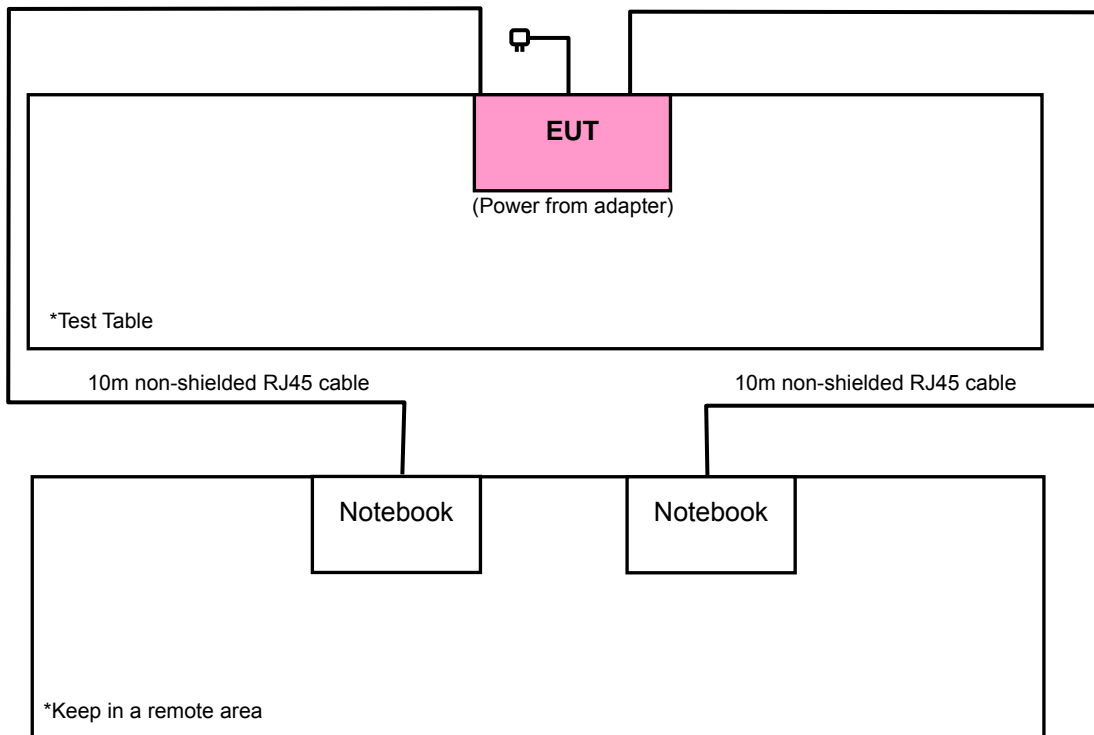 EUT
(Power from adapter)
*Test Table
10m non-shielded RJ45 cable
10m non-shielded RJ45 cable
Notebook
Notebook
*Keep in a remote area